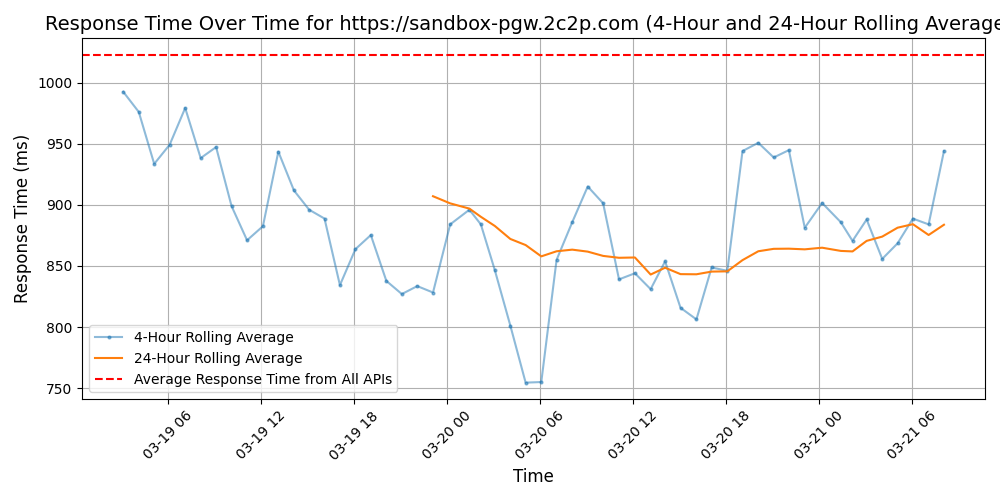 Response Time Over Time for https://sandbox-pgw.2c2p.com (4-Hour and 24-Hour Rolling Average
Response Time (ms)
1000
950
900
850
800
750
4-Hour Rolling Average
24-Hour Rolling Average
Average Response Time from All APIs
03-19 06
03-19 12
03-19 18
03-20 00
03-20 06
03-20 12
03-20 18
03-21 00
03-21 06
Time